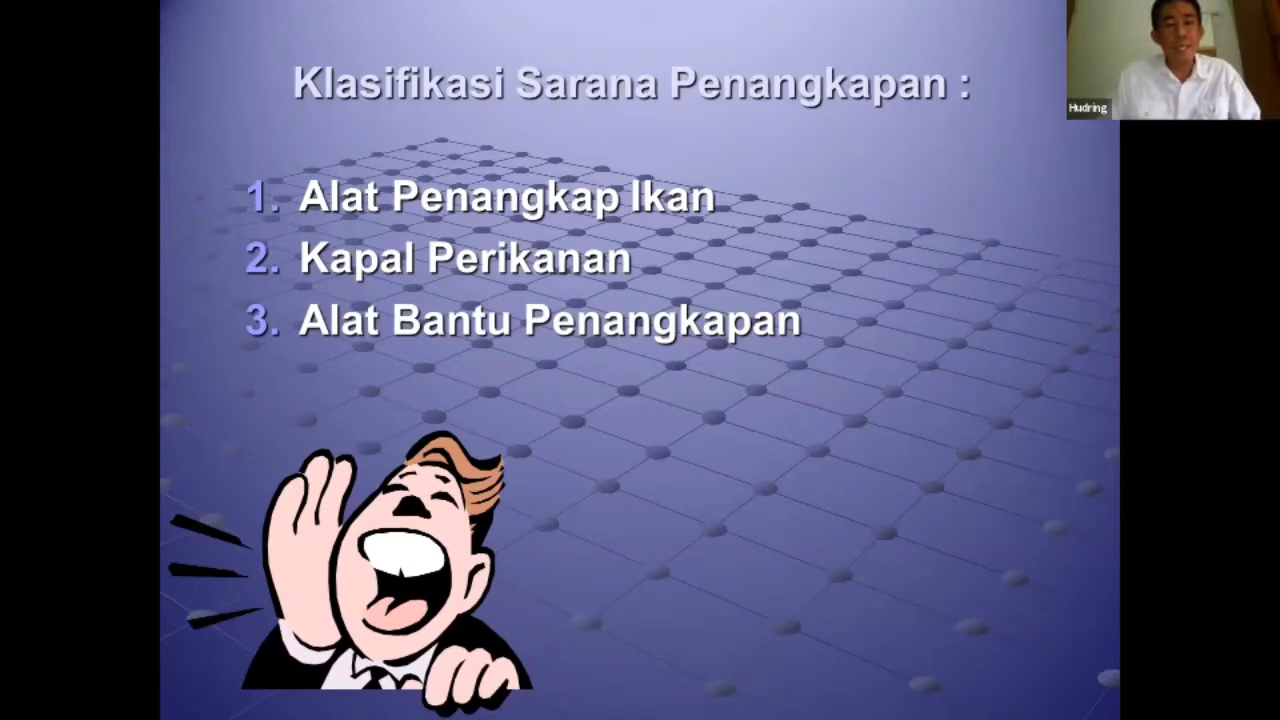 Klasifikasi Sarana Penangkapan :
1. Alat Penangkap Ikan
2. Kapal Perikanan
3. Alat Bantu Penangkapan
Hudring